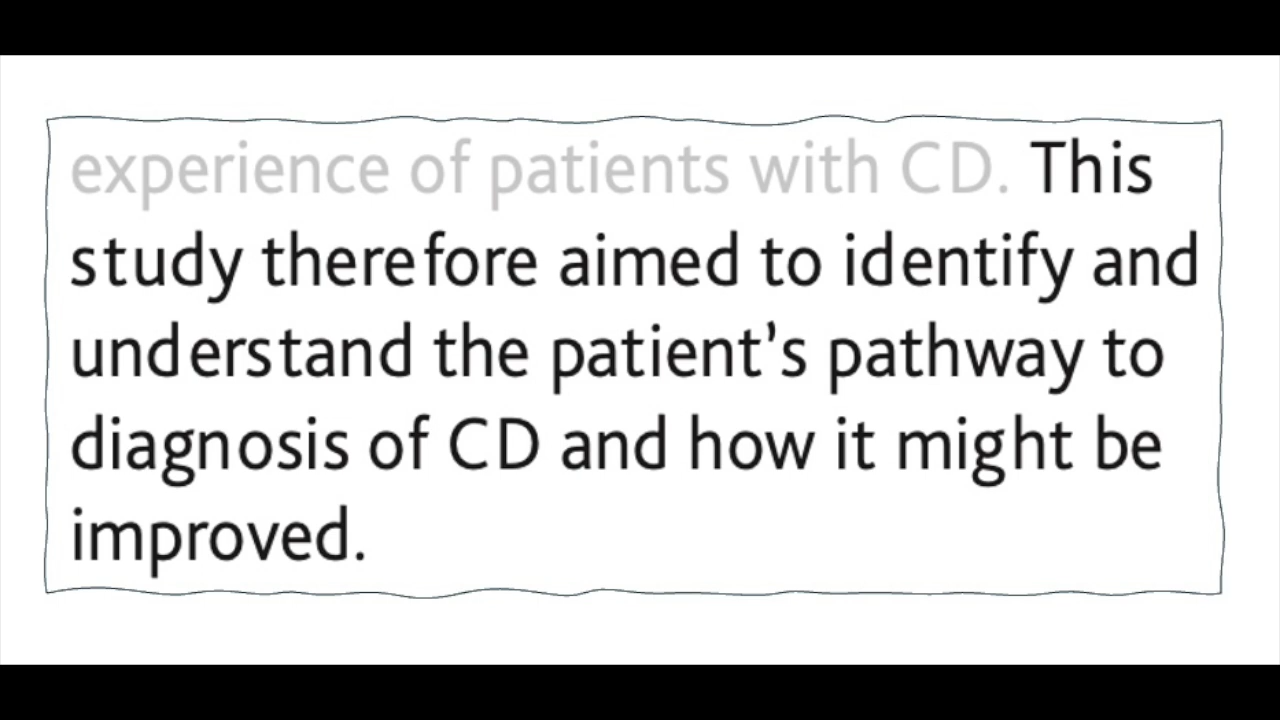 experience of patients with CD. This
study therefore aimed to identify and
understand the patient’s pathway to
diagnosis of CD and how it might be
improved.